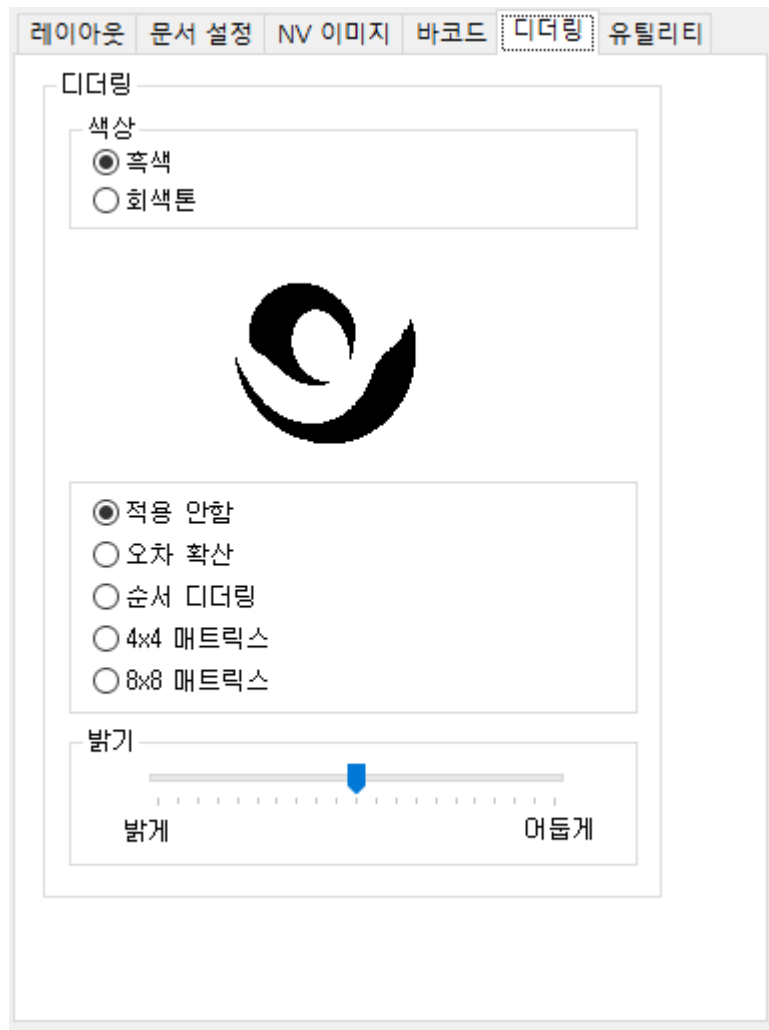 레이아웃 문서 설정 NV 이미지 바코드 디더링 유틸리티
디더링
색상
흑색
회색톤
적용 안함
오차 확산
순서 디더링
4x4 매트릭스
8x8 매트릭스
밝기
밝게 어둡게